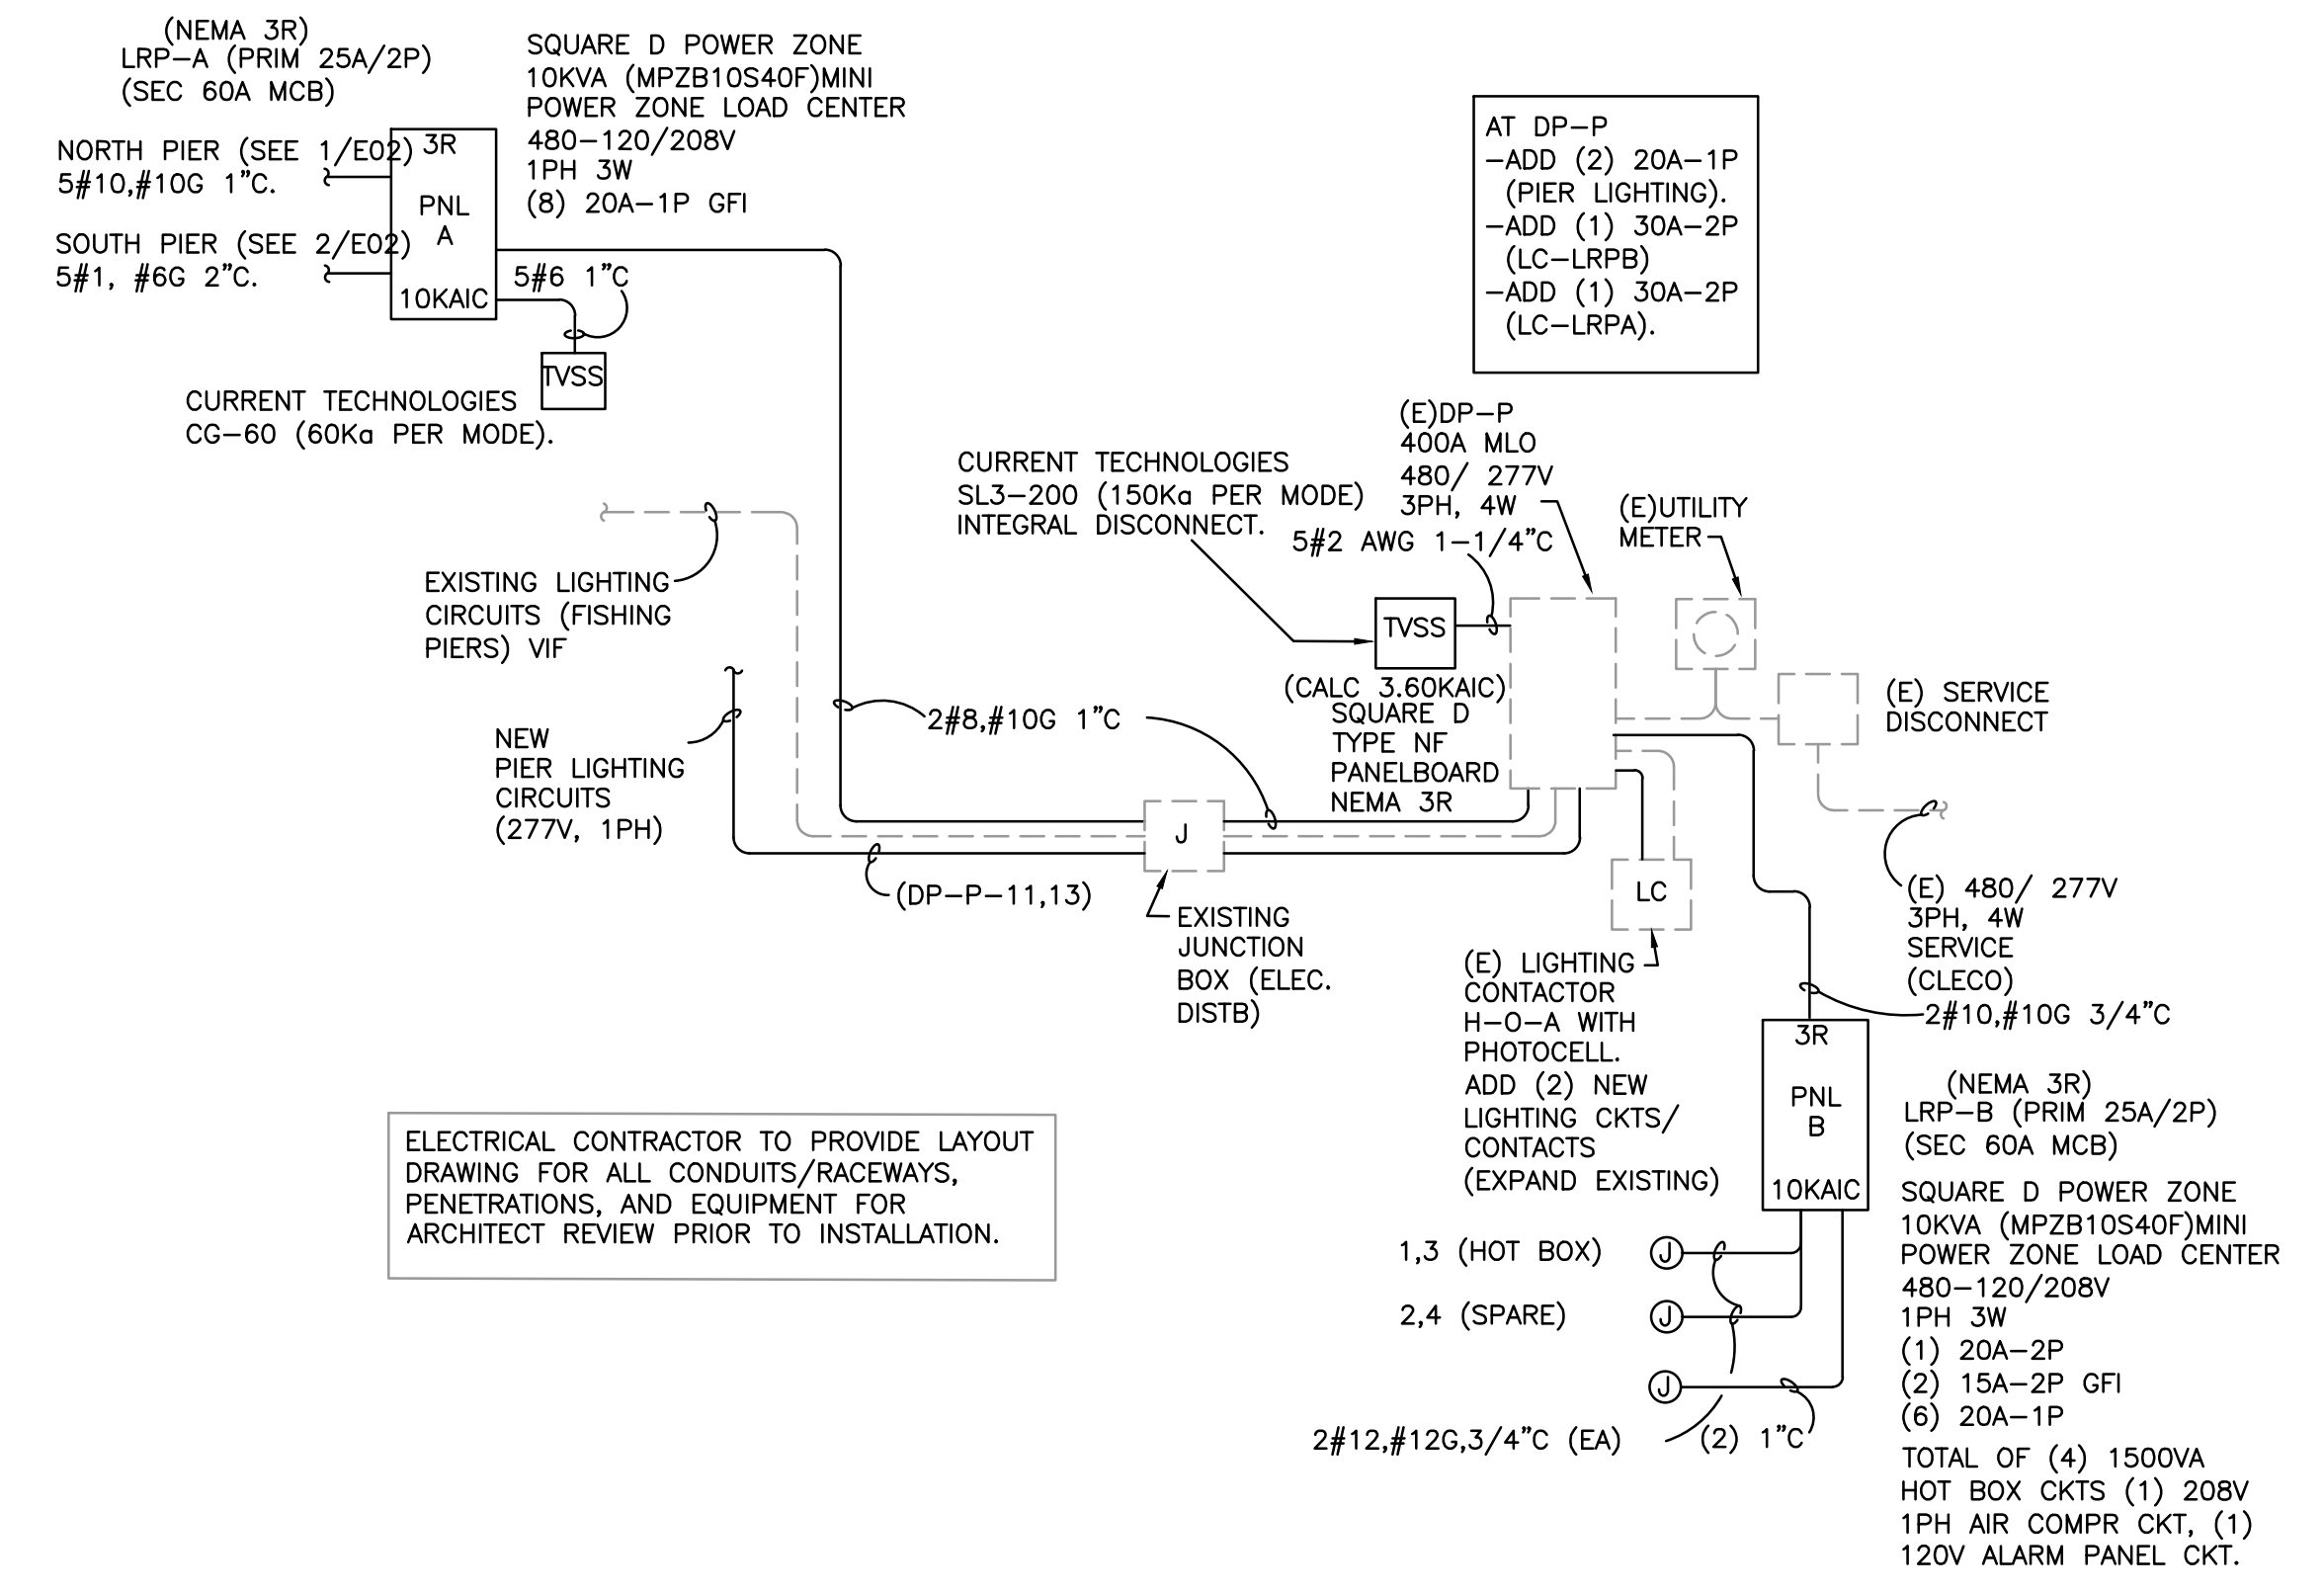 (NEMA 3R)
LRP-A (PRIM 25A/2P)
(SEC 60A MCB)
SQUARE D POWER ZONE
10KVA (MPZB10S40F)MINI
POWER ZONE LOAD CENTER
480-120/208V
1PH 3W
(8) 20A-1P GFI
NORTH PIER (SEE 1/E02)
5#10,#10G 1"C.
SOUTH PIER (SEE 2/E02)
5#1, #6G 2"C.
3R
PNL
A
10KAIC
5#6 1"C
TVSS
CURRENT TECHNOLOGIES
CG-60 (60Ka PER MODE).
AT DP-P
-ADD (2) 20A-1P
(PIER LIGHTING).
-ADD (1) 30A-2P
(LC-LRPB)
-ADD (1) 30A-2P
(LC-LRPA).
(E)DP-P
400A MLO
480/ 277V
3PH, 4W
CURRENT TECHNOLOGIES
SL3-200 (150Ka PER MODE)
INTEGRAL DISCONNECT.
5#2 AWG 1-1/4"C
(E)UTILITY
METER
EXISTING LIGHTING
CIRCUITS (FISHING
PIERS) VIF
TVSS
(CALC 3.60KAIC)
SQUARE D
TYPE NF
PANELBOARD
NEMA 3R
(E) SERVICE
DISCONNECT
2#8,#10G 1"C
NEW
PIER LIGHTING
CIRCUITS
(277V, 1PH)
J
(DP-P-11,13)
EXISTING
JUNCTION
BOX (ELEC.
DISTB)
LC
(E) LIGHTING
CONTACTOR
H-O-A WITH
PHOTOCELL.
ADD (2) NEW
LIGHTING CKTS/
CONTACTS
(EXPAND EXISTING)
(E) 480/ 277V
3PH, 4W
SERVICE
(CLECO)
2#10,#10G 3/4"C
3R
PNL
B
10KAIC
(NEMA 3R)
LRP-B (PRIM 25A/2P)
(SEC 60A MCB)
SQUARE D POWER ZONE
10KVA (MPZB10S40F)MINI
POWER ZONE LOAD CENTER
480-120/208V
1PH 3W
(1) 20A-2P
(2) 15A-2P GFI
(6) 20A-1P
TOTAL OF (4) 1500VA
HOT BOX CKTS (1) 208V
1PH AIR COMPR CKT, (1)
120V ALARM PANEL CKT.
ELECTRICAL CONTRACTOR TO PROVIDE LAYOUT
DRAWING FOR ALL CONDUITS/RACEWAYS,
PENETRATIONS, AND EQUIPMENT FOR
ARCHITECT REVIEW PRIOR TO INSTALLATION.
1,3 (HOT BOX)
J
2,4 (SPARE)
J
J
2#12,#12G,3/4"C (EA)
(2) 1"C